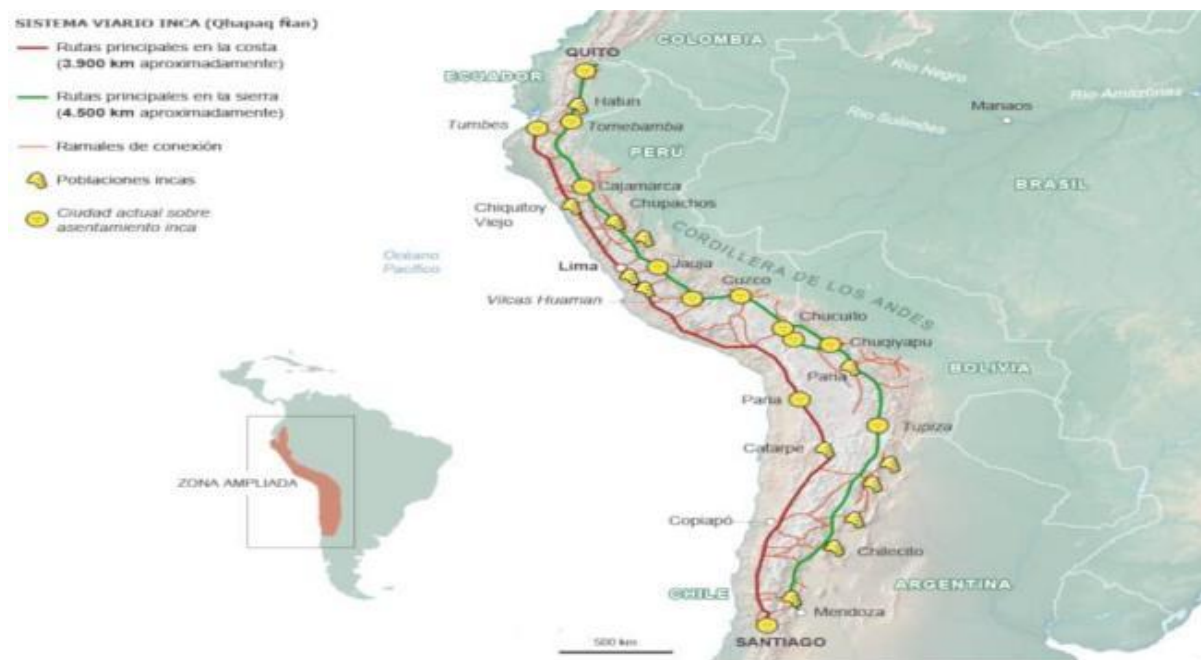 SISTEMA VIARIO INCA (Qhapaq Ñan)
Rutas principales en la costa
(3.900 km aproximadamente)
Rutas principales en la sierra
(4.500 km aproximadamente)
Ramales de conexión
Poblaciones incas
Ciudad actual sobre
asentamiento inca
COLOMBIA
QUITO
ECUADOR
Hatun
Tumbes
Tomebamba
PERÚ
Río Negro
Manaos
Río Amazonas
Río Solimões
BRASIL
Cajamarca
Chiquitoy
Viejo
Chupachos
Océano
Pacífico
Lima
Jauja
CORDILLERA DE LOS ANDES
Vilcas Huaman
Cuzco
Chucuito
Chuqiyapu
BOLIVIA
Paria
Paria
Tupiza
Catarpe
ZONA AMPLIADA
Copiapó
Chilecito
CHILE
ARGENTINA
Mendoza
SANTIAGO
500 km